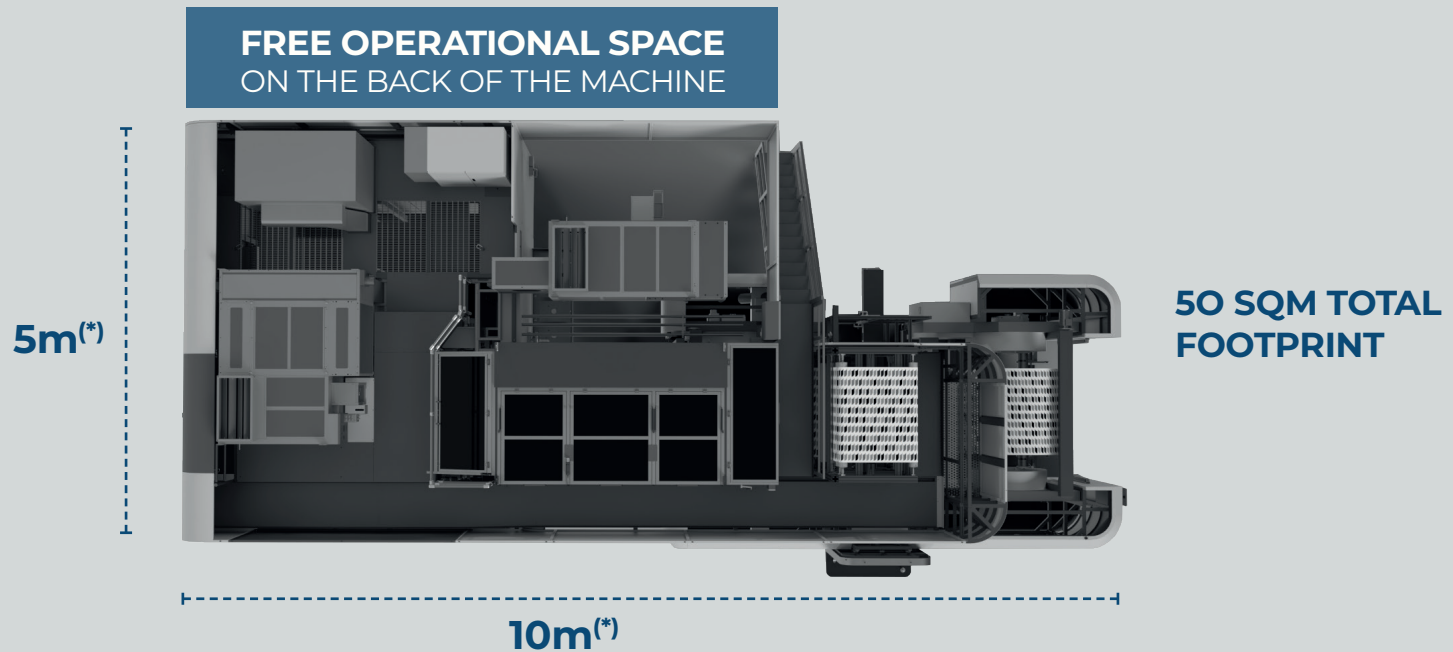 FREE OPERATIONAL SPACE
ON THE BACK OF THE MACHINE
5m(*)
50 SQM TOTAL
FOOTPRINT
10m(*)